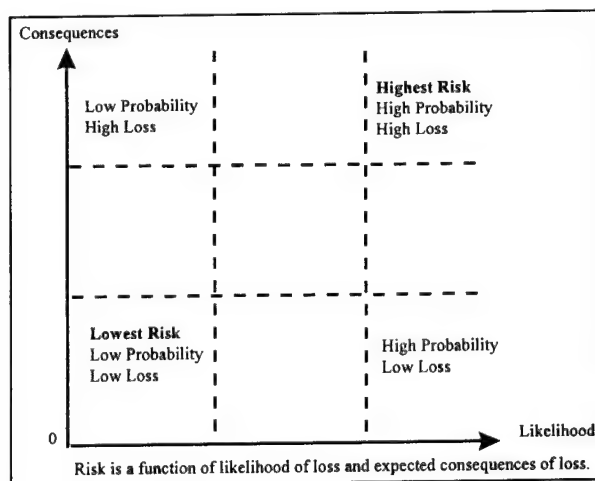 Consequences
Low Probability
High Loss
Highest Risk
High Probability
High Loss
Lowest Risk
Low Probability
Low Loss
High Probability
Low Loss
0
Likelihood
Risk is a function of likelihood of loss and expected consequences of loss.